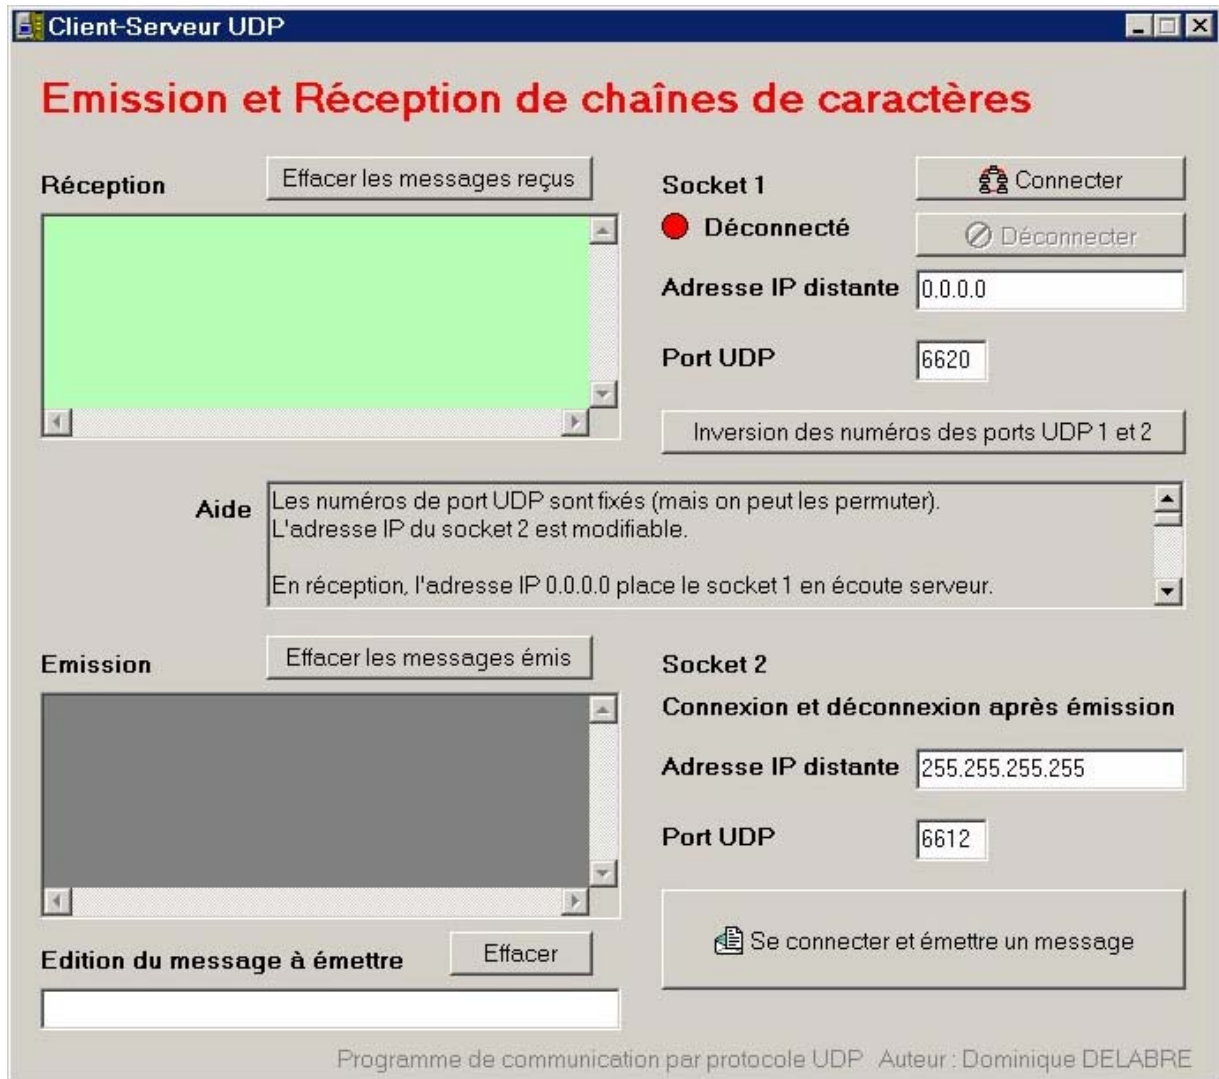 Client-Serveur UDP
Emission et Réception de chaînes de caractères
Réception
Effacer les messages reçus
Socket 1
Connecter
Déconnecté
Déconnecter
Adresse IP distante
0.0.0.0
Port UDP
6620
Inversion des numéros des ports UDP 1 et 2
Aide
Les numéros de port UDP sont fixés (mais on peut les permuter).
L'adresse IP du socket 2 est modifiable.
En réception, l'adresse IP 0.0.0.0 place le socket 1 en écoute serveur.
Emission
Effacer les messages émis
Socket 2
Connexion et déconnexion après émission
Adresse IP distante
255.255.255.255
Port UDP
6612
Se connecter et émettre un message
Edition du message à émettre
Effacer
Programme de communication par protocole UDP Auteur : Dominique DELABRE